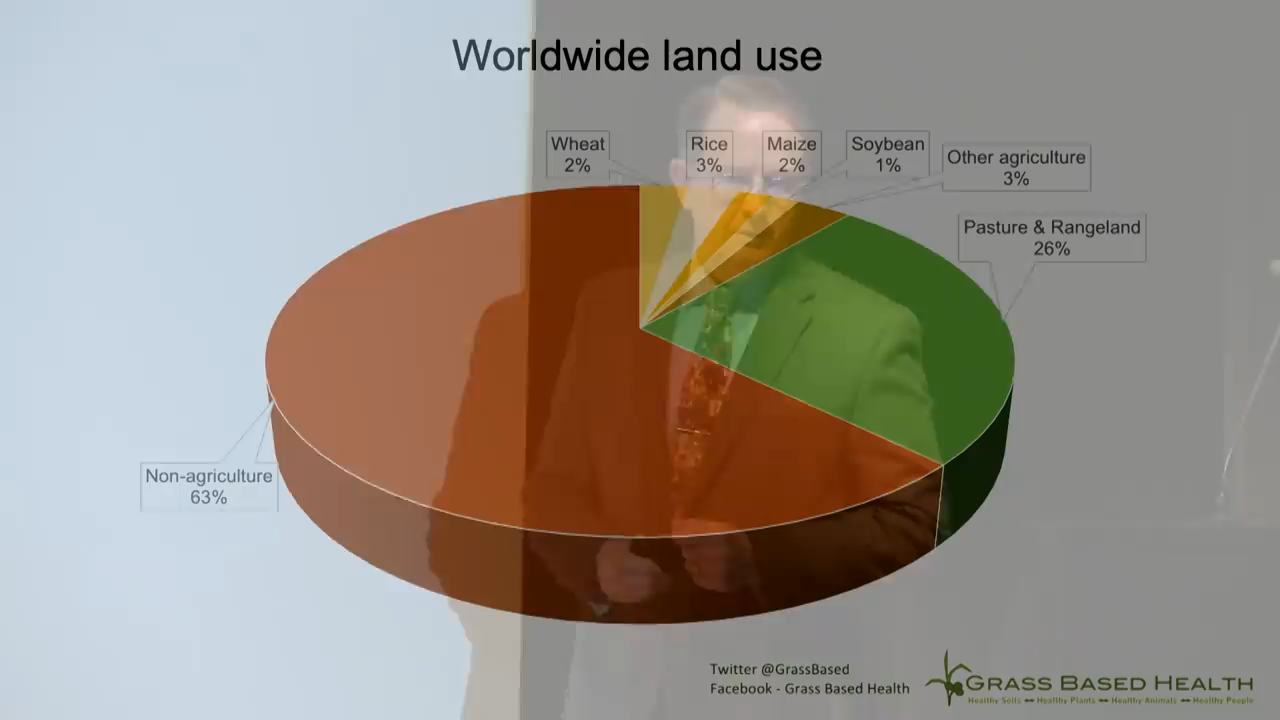 Worldwide land use
Wheat
2%
Rice
3%
Maize
2%
Soybean
1%
Other agriculture
3%
Pasture & Rangeland
26%
Non-agriculture
63%
Twitter @GrassBased
Facebook - Grass Based Health
GRASS BASED HEALTH
Healthy Soils •• Healthy Plants •• Healthy Animals •• Healthy People